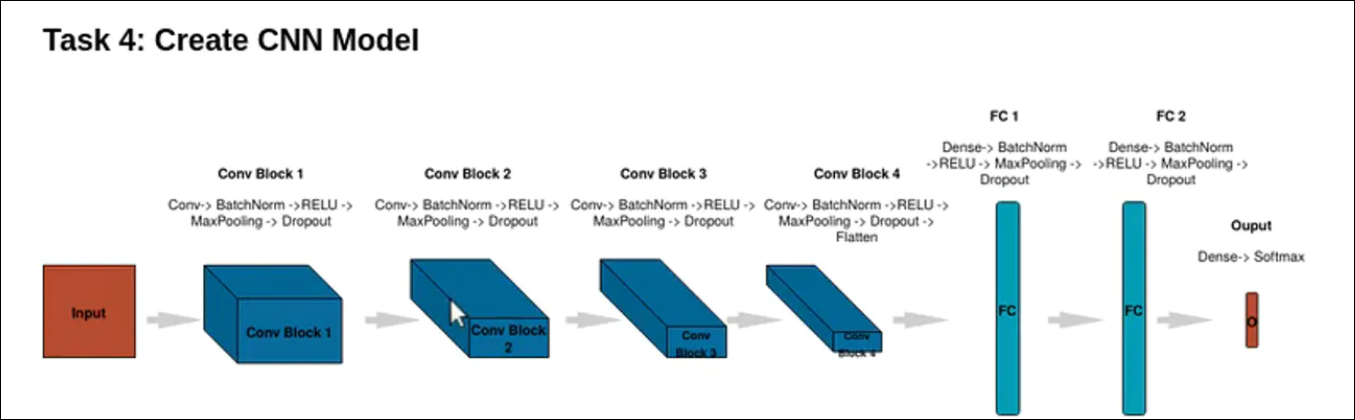 Task 4: Create CNN Model
FC 1
Dense-> BatchNorm
->RELU -> MaxPooling ->
Dropout
FC 2
Dense-> BatchNorm
->RELU -> MaxPooling ->
Dropout
Conv Block 1
Conv-> BatchNorm ->RELU ->
MaxPooling -> Dropout
Conv Block 2
Conv-> BatchNorm ->RELU ->
MaxPooling -> Dropout
Conv Block 3
Conv-> BatchNorm ->RELU ->
MaxPooling -> Dropout
Conv Block 4
Conv-> BatchNorm ->RELU ->
MaxPooling -> Dropout ->
Flatten
Ouput
Dense-> Softmax
Input
Conv Block 1
Conv Block
2
Conv
Block 3
Conv
Block 4
FC
FC
O